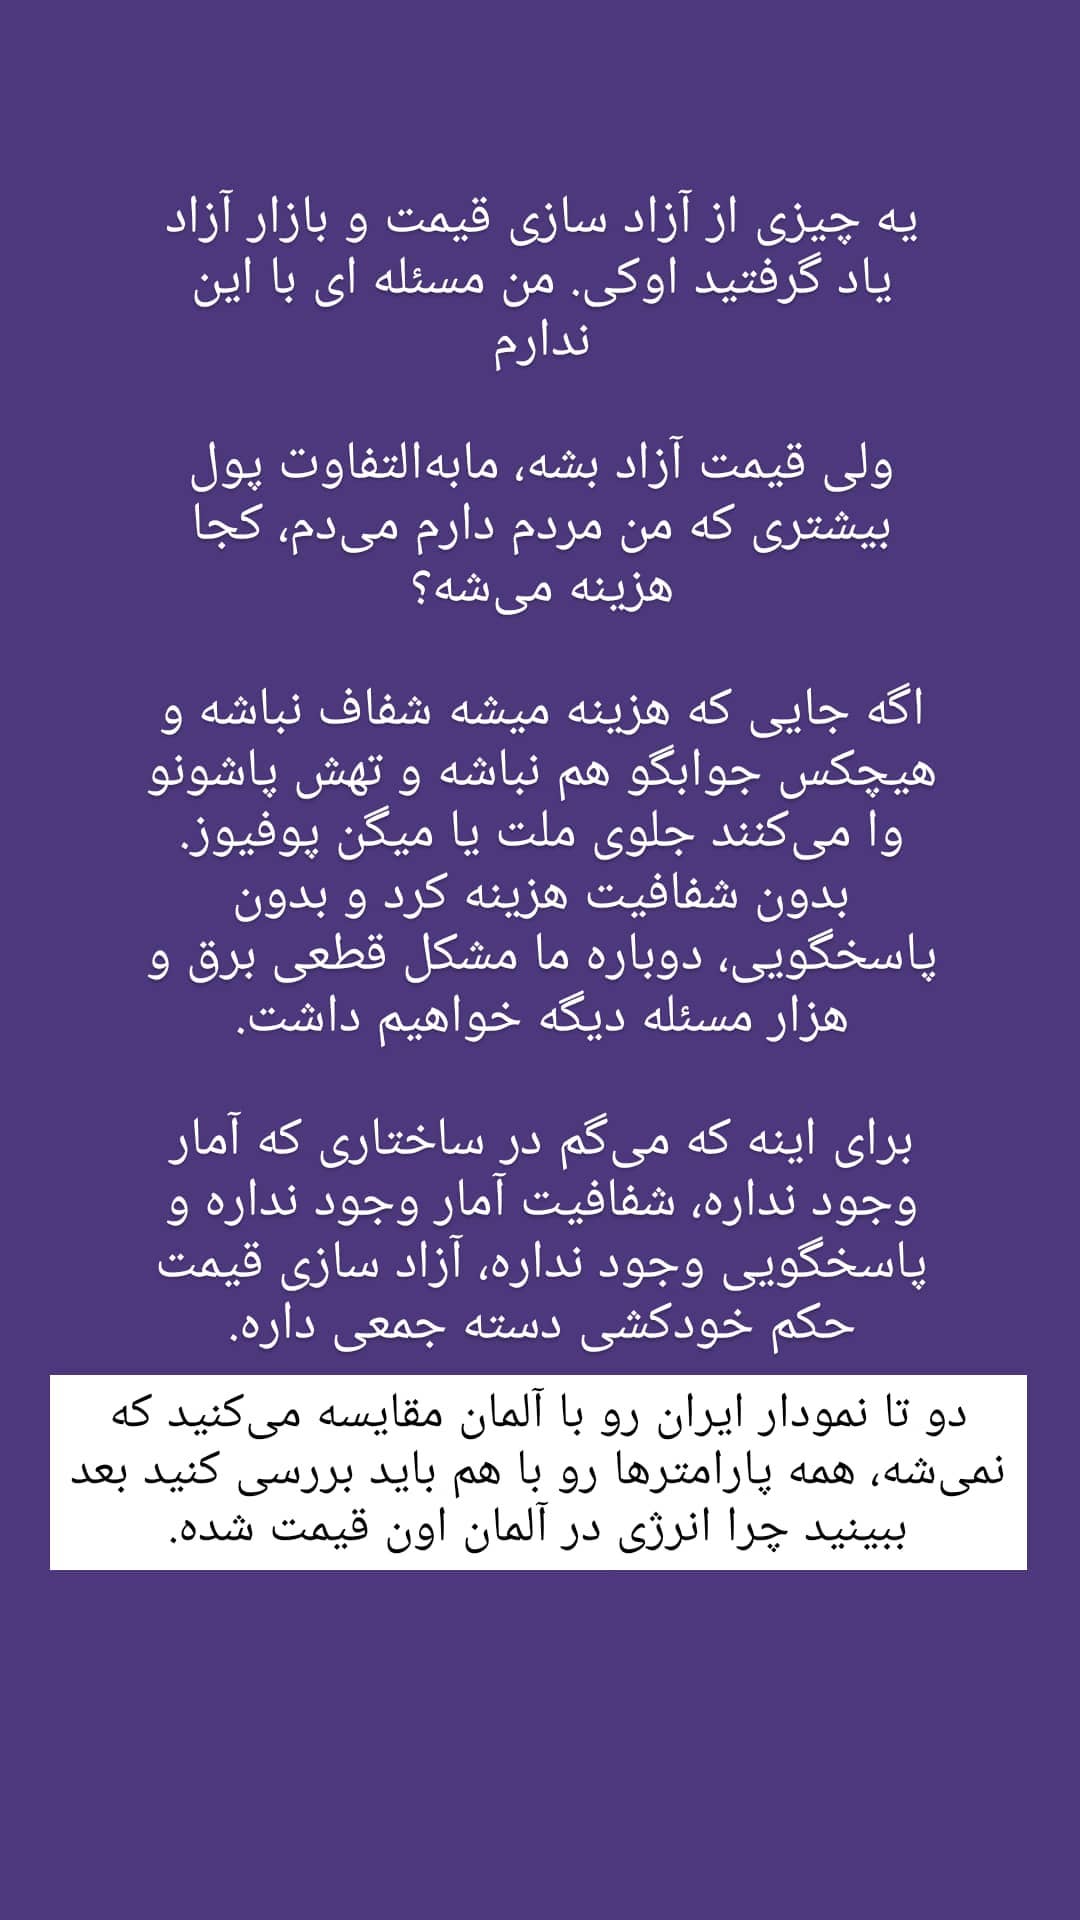 یه چیزی از آزاد سازی قیمت و بازار آزاد
یاد گرفتید اوکی. من مسئله ای با این
ندارم
ولی قیمت آزاد بشه، مابه‌التفاوت پول
بیشتری که من مردم دارم می‌دم، کجا
هزینه می‌شه؟
اگه جایی که هزینه میشه شفاف نباشه و
هیچکس جوابگو هم نباشه و تهش پاشونو
وا می‌کنند جلوی ملت یا میگن پوفیوز.
بدون شفافیت هزینه کرد و بدون
پاسخگویی، دوباره ما مشکل قطعی برق و
هزار مسئله دیگه خواهیم داشت.
برای اینه که می‌گم در ساختاری که آمار
وجود نداره، شفافیت آمار وجود نداره و
پاسخگویی وجود نداره، آزاد سازی قیمت
حکم خودکشی دسته جمعی داره.
دو تا نمودار ایران رو با آلمان مقایسه می‌کنید که
نمی‌شه، همه پارامترها رو با هم باید بررسی کنید بعد
ببینید چرا انرژی در آلمان اون قیمت شده.